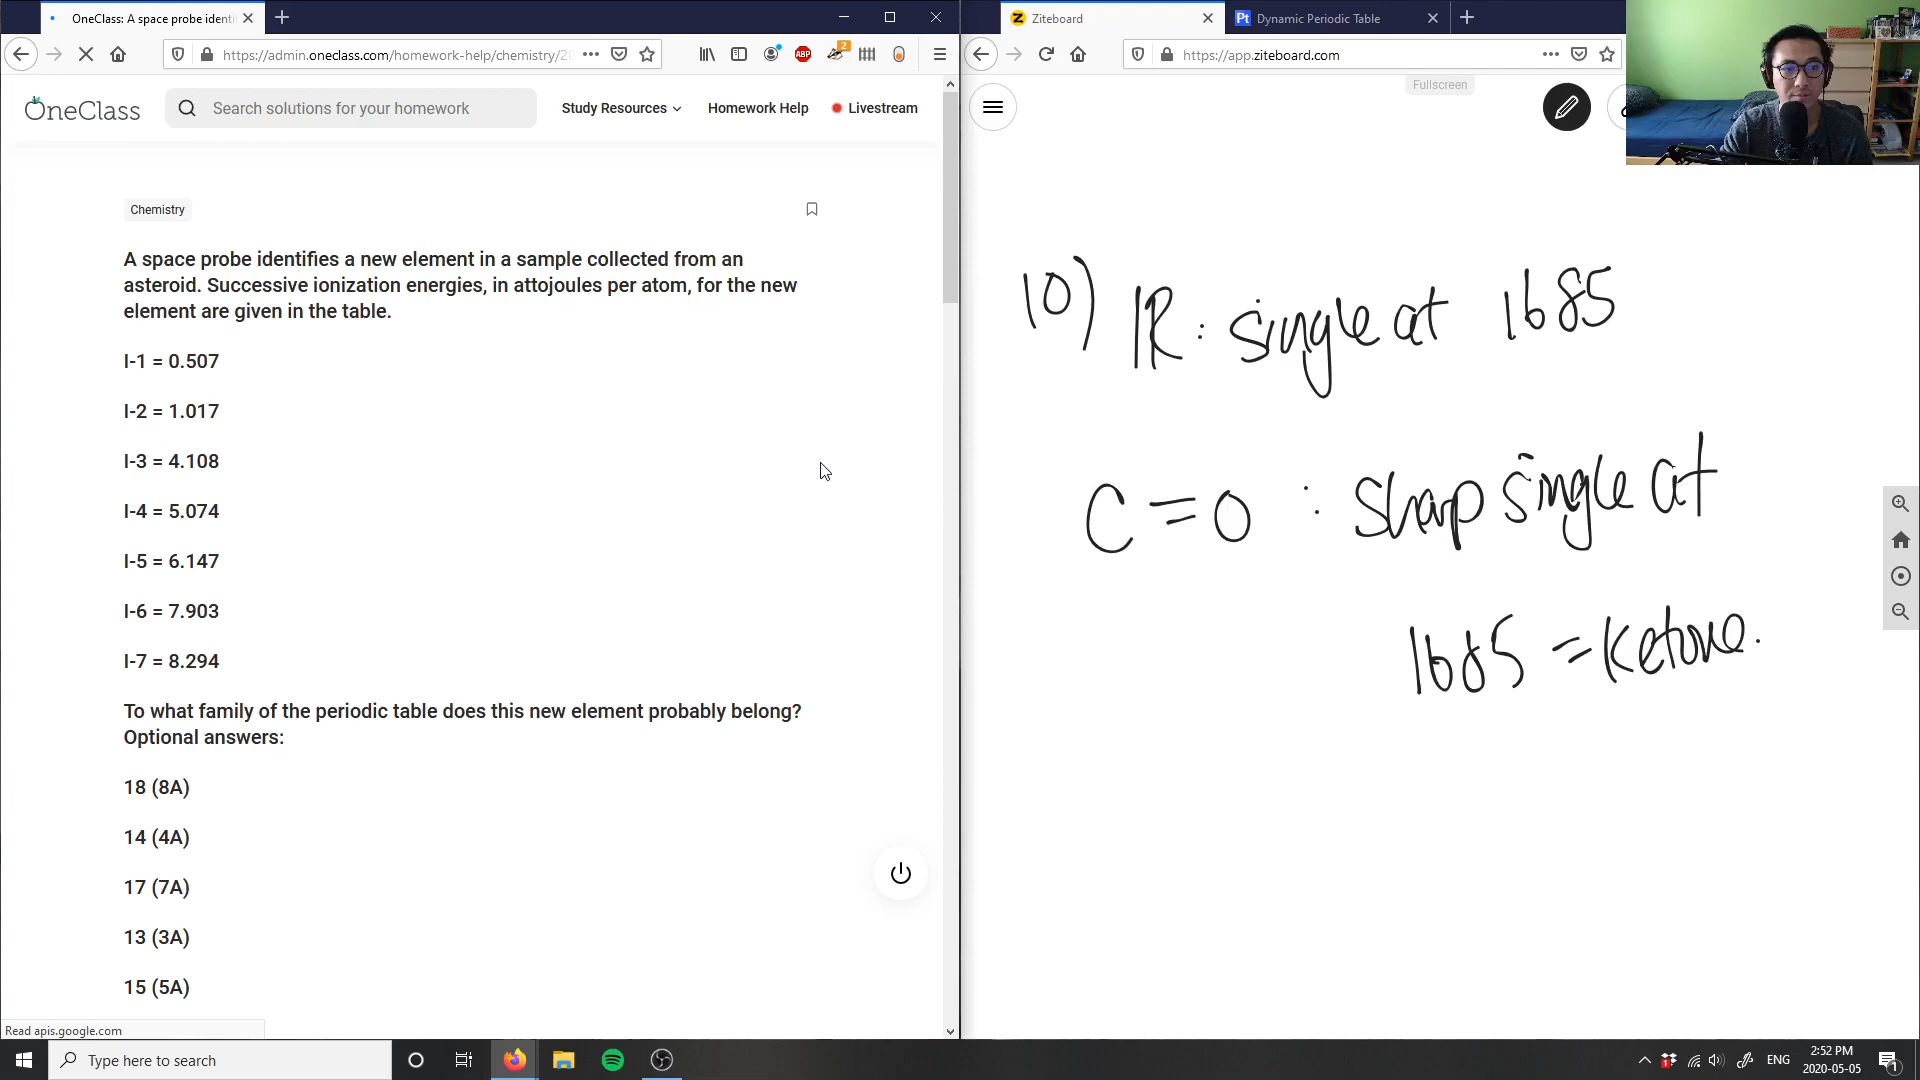 OneClass: A space probe identi
Ziteboard
Dynamic Periodic Table
https://admin.oneclass.com/homework-help/chemistry/20
2
https://app.ziteboard.com
Fullscreen
OneClass
Search solutions for your homework
Study Resources
Homework Help
Livestream
Chemistry
A space probe identifies a new element in a sample collected from an
asteroid. Successive ionization energies, in attojoules per atom, for the new
element are given in the table.
I-1 = 0.507
I-2 = 1.017
I-3 = 4.108
I-4 = 5.074
I-5 = 6.147
I-6 = 7.903
I-7 = 8.294
To what family of the periodic table does this new element probably belong?
Optional answers:
18 (8A)
14 (4A)
17 (7A)
13 (3A)
15 (5A)
10) IR: single at 1685
C=O : sharp single at
1685 = ketone.
Read apis.google.com
Type here to search
ENG
2:52 PM
2020-05-05
1